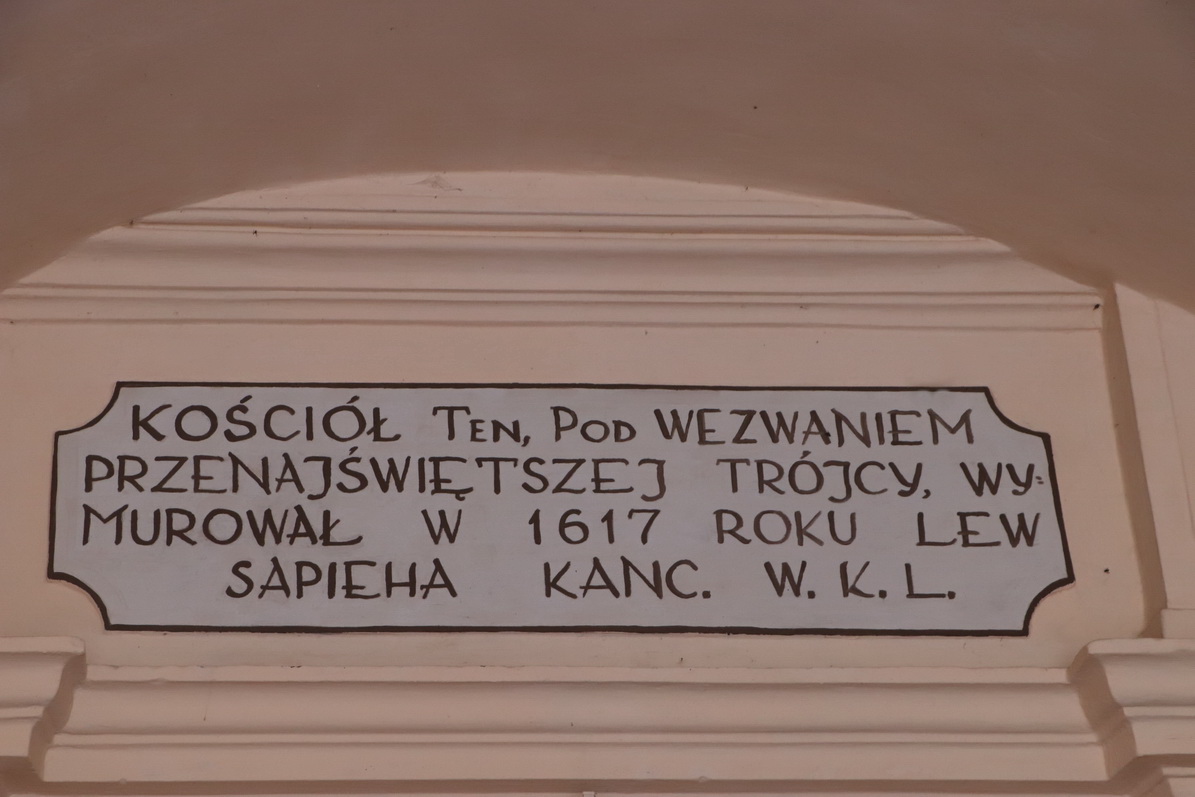 KOŚCIÓŁ TEN, POD WEZWANIEM
PRZENAJŚWIĘTSZEJ TRÓJCY, WY:
MUROWAŁ W 1617 ROKU LEW
SAPIEHA KANC. W. K. L.